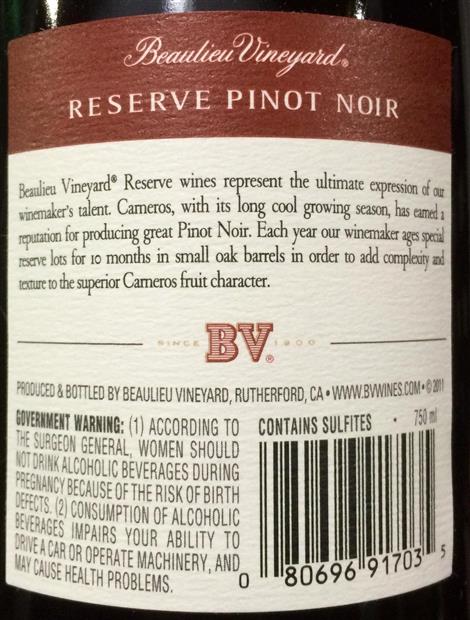 Beaulieu Vineyard®
RESERVE PINOT NOIR
Beaulieu Vineyard® Reserve wines represent the ultimate expression of our
winemaker's talent. Carneros, with its long cool growing season, has earned a
reputation for producing great Pinot Noir. Each year our winemaker ages special
reserve lots for 10 months in small oak barrels in order to add complexity and
texture to the superior Carneros fruit character.
SINCE BV® 1900
PRODUCED & BOTTLED BY BEAULIEU VINEYARD, RUTHERFORD, CA • WWW.BVWINES.COM • © 2011
GOVERNMENT WARNING: (1) ACCORDING TO
THE SURGEON GENERAL, WOMEN SHOULD
NOT DRINK ALCOHOLIC BEVERAGES DURING
PREGNANCY BECAUSE OF THE RISK OF BIRTH
DEFECTS. (2) CONSUMPTION OF ALCOHOLIC
BEVERAGES IMPAIRS YOUR ABILITY TO
DRIVE A CAR OR OPERATE MACHINERY, AND
MAY CAUSE HEALTH PROBLEMS.
CONTAINS SULFITES • 750 ml
0 80696 91703 5